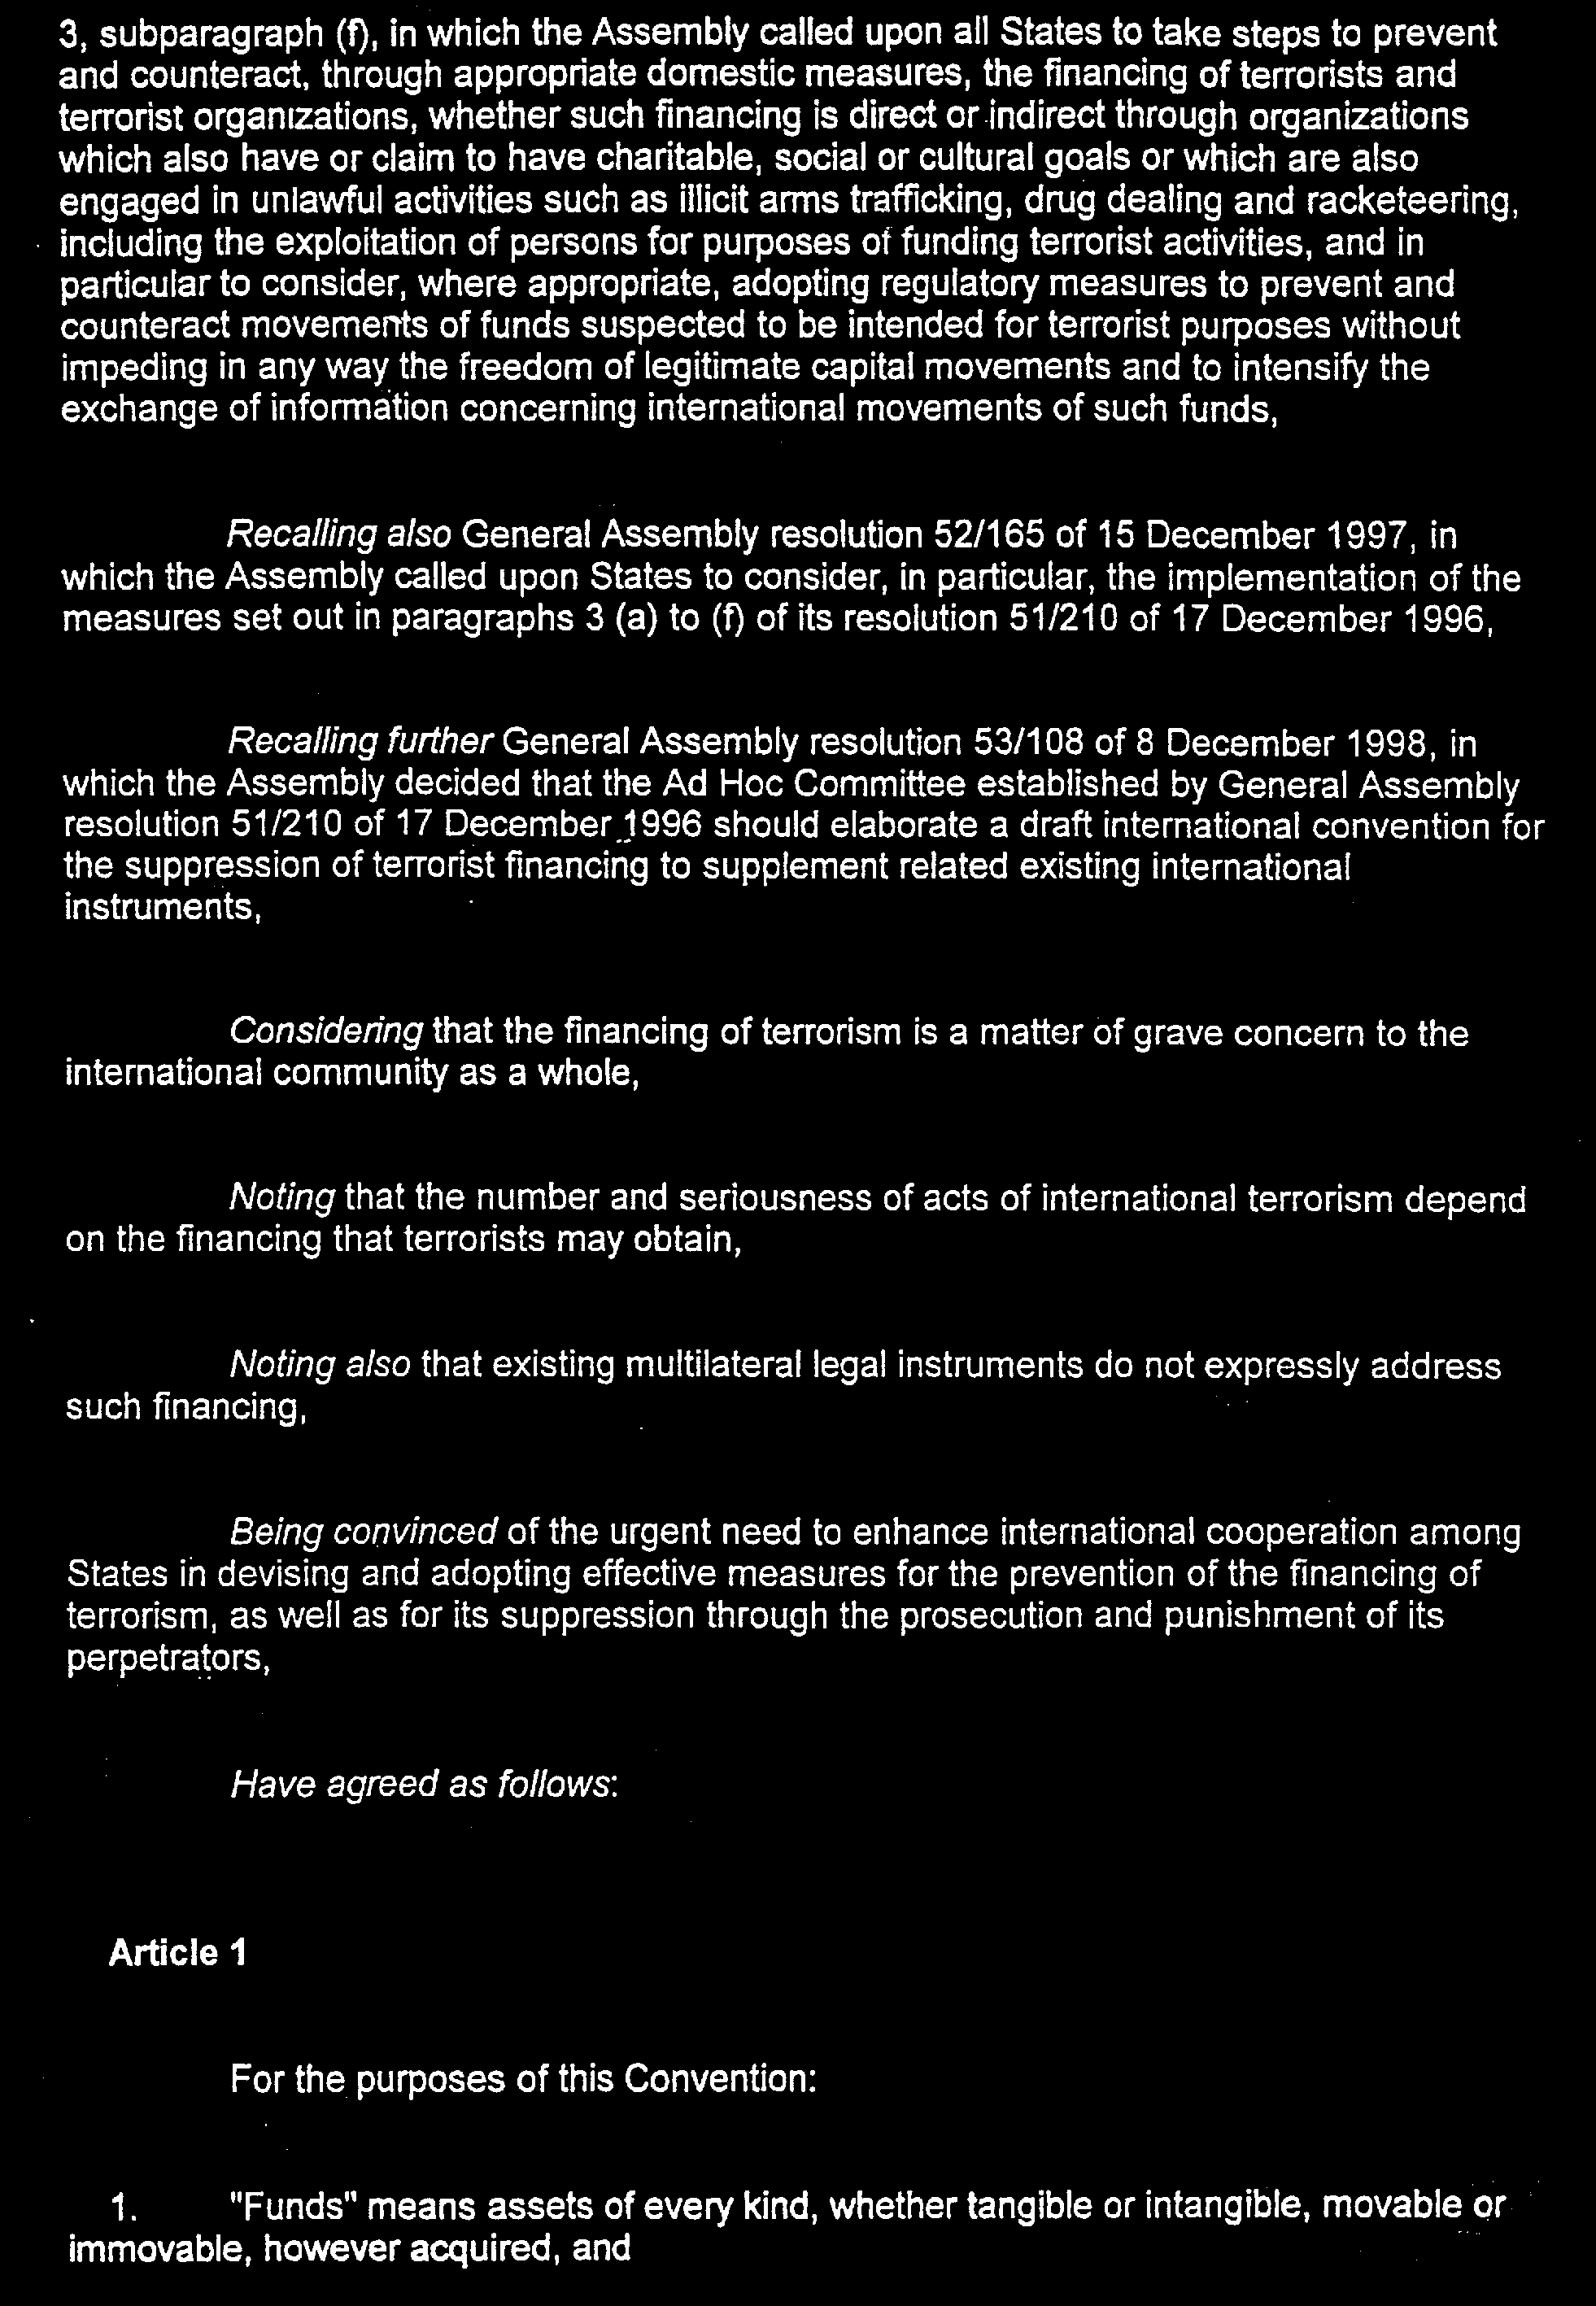 3, subparagraph (f), in which the Assembly called upon all States to take steps to prevent
and counteract, through appropriate domestic measures, the financing of terrorists and
terrorist organizations, whether such financing is direct or indirect through organizations
which also have or claim to have charitable, social or cultural goals or which are also
engaged in unlawful activities such as illicit arms trafficking, drug dealing and racketeering,
including the exploitation of persons for purposes of funding terrorist activities, and in
particular to consider, where appropriate, adopting regulatory measures to prevent and
counteract movements of funds suspected to be intended for terrorist purposes without
impeding in any way the freedom of legitimate capital movements and to intensify the
exchange of information concerning international movements of such funds,
Recalling also General Assembly resolution 52/165 of 15 December 1997, in
which the Assembly called upon States to consider, in particular, the implementation of the
measures set out in paragraphs 3 (a) to (f) of its resolution 51/210 of 17 December 1996,
Recalling further General Assembly resolution 53/108 of 8 December 1998, in
which the Assembly decided that the Ad Hoc Committee established by General Assembly
resolution 51/210 of 17 December 1996 should elaborate a draft international convention for
the suppression of terrorist financing to supplement related existing international
instruments,
Considering that the financing of terrorism is a matter of grave concern to the
international community as a whole,
Noting that the number and seriousness of acts of international terrorism depend
on the financing that terrorists may obtain,
Noting also that existing multilateral legal instruments do not expressly address
such financing,
Being convinced of the urgent need to enhance international cooperation among
States in devising and adopting effective measures for the prevention of the financing of
terrorism, as well as for its suppression through the prosecution and punishment of its
perpetrators,
Have agreed as follows:
Article 1
For the purposes of this Convention:
1. "Funds" means assets of every kind, whether tangible or intangible, movable or
immovable, however acquired, and